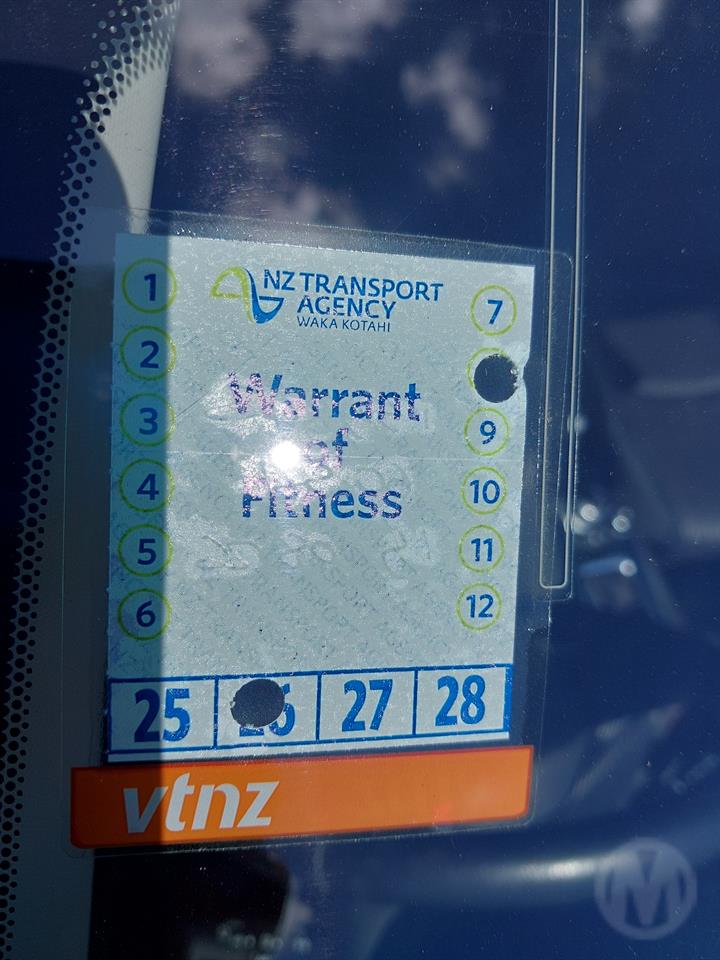 NZ TRANSPORT
AGENCY
WAKA KOTAHI
Warrant
of
Fitness
1
2
3
4
5
6
7
9
10
11
12
25
27
28
vtnz
M